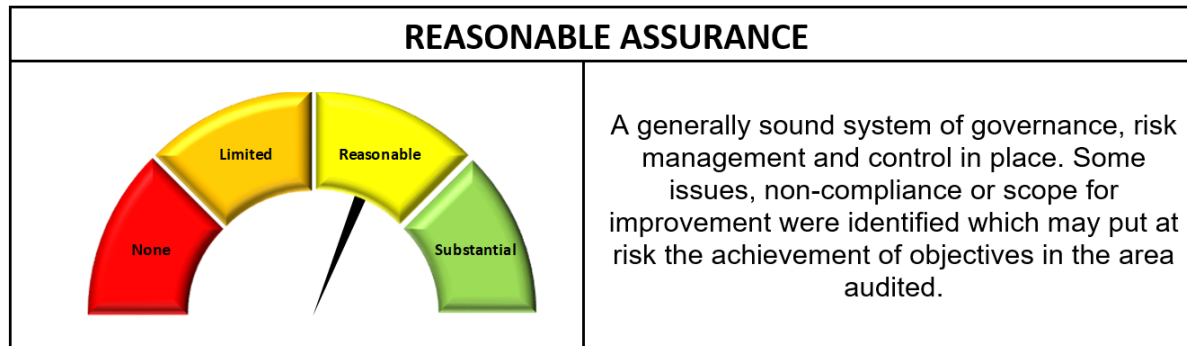 REASONABLE ASSURANCE
Limited
Reasonable
None
Substantial
A generally sound system of governance, risk
management and control in place. Some
issues, non-compliance or scope for
improvement were identified which may put at
risk the achievement of objectives in the area
audited.